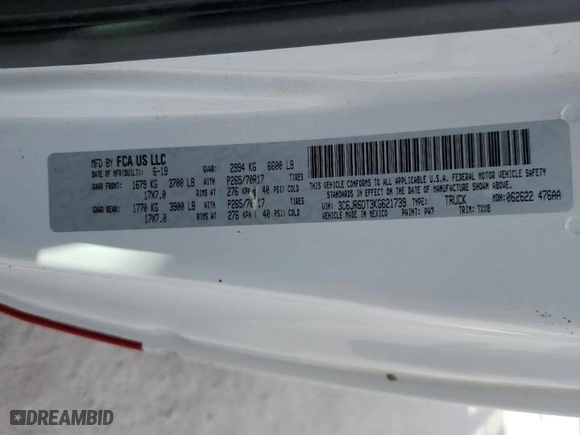 MFD BY FCA US LLC
DATE OF MFR(BUILT): 6-19 GVWR: 2994 KG 6600 LB
GAWR FRONT: 1679 KG 3700 LB WITH P265/70R17 TIRES
17X7.0 RIMS AT 276 KPA ( 40 PSI) COLD
GAWR REAR: 1770 KG 3900 LB WITH P265/70R17 TIRES
17X7.0 RIMS AT 276 KPA ( 40 PSI) COLD
THIS VEHICLE CONFORMS TO ALL APPLICABLE U.S.A. FEDERAL MOTOR VEHICLE SAFETY
STANDARDS IN EFFECT ON THE DATE OF MANUFACTURE SHOWN ABOVE.
VIN: 3C6JR6DT3KG621739 TYPE: TRUCK MDH: 062622 476AA
VEHICLE MADE IN MEXICO PAINT: PW7 TRIM: TXX8
DREAMBID